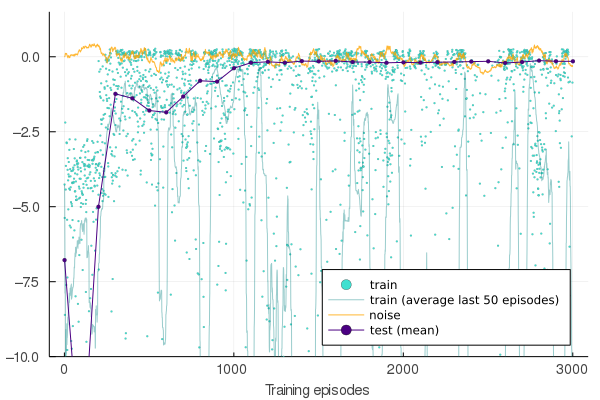 0.0
−2.5
−5.0
−7.5
−10.0
0
1000
2000
3000
Training episodes
train
train (average last 50 episodes)
noise
test (mean)